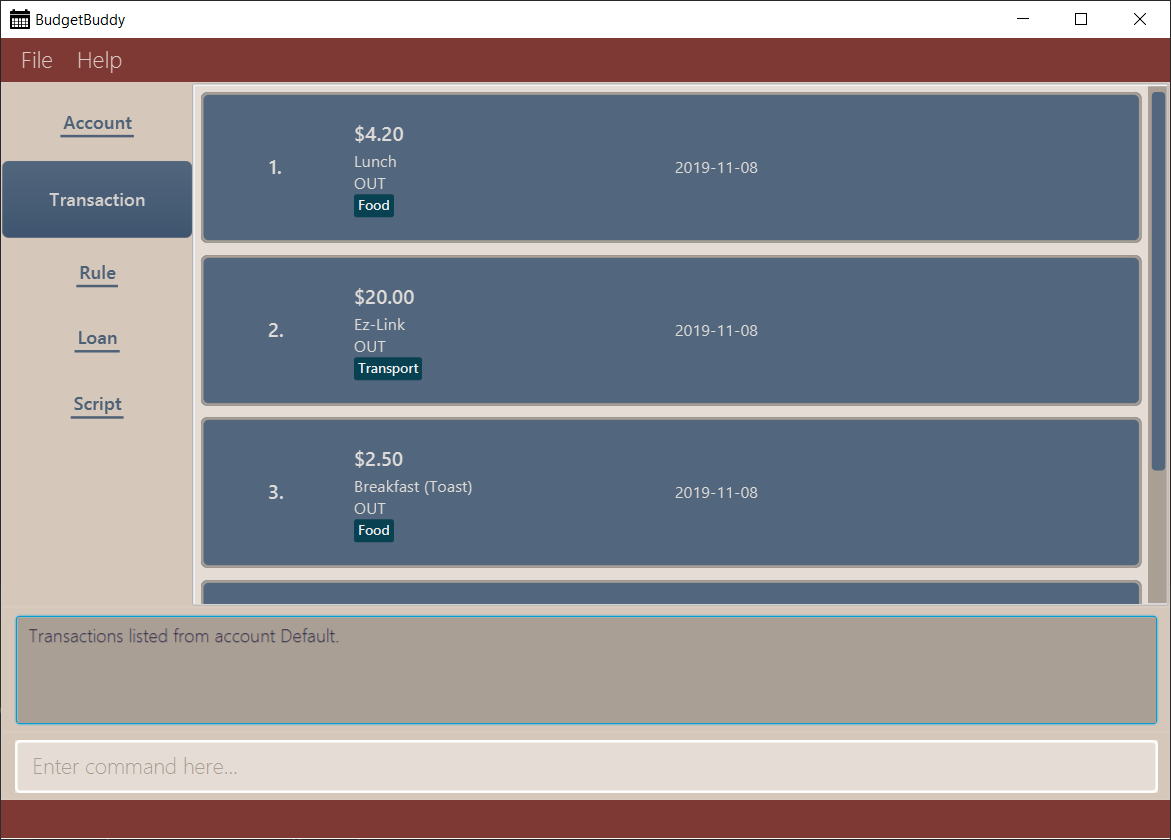 BudgetBuddy
File Help
Account
Transaction
Rule
Loan
Script
1.
$4.20
Lunch
OUT
Food
2019-11-08
2.
$20.00
Ez-Link
OUT
Transport
2019-11-08
3.
$2.50
Breakfast (Toast)
OUT
Food
2019-11-08
Transactions listed from account Default.
Enter command here...